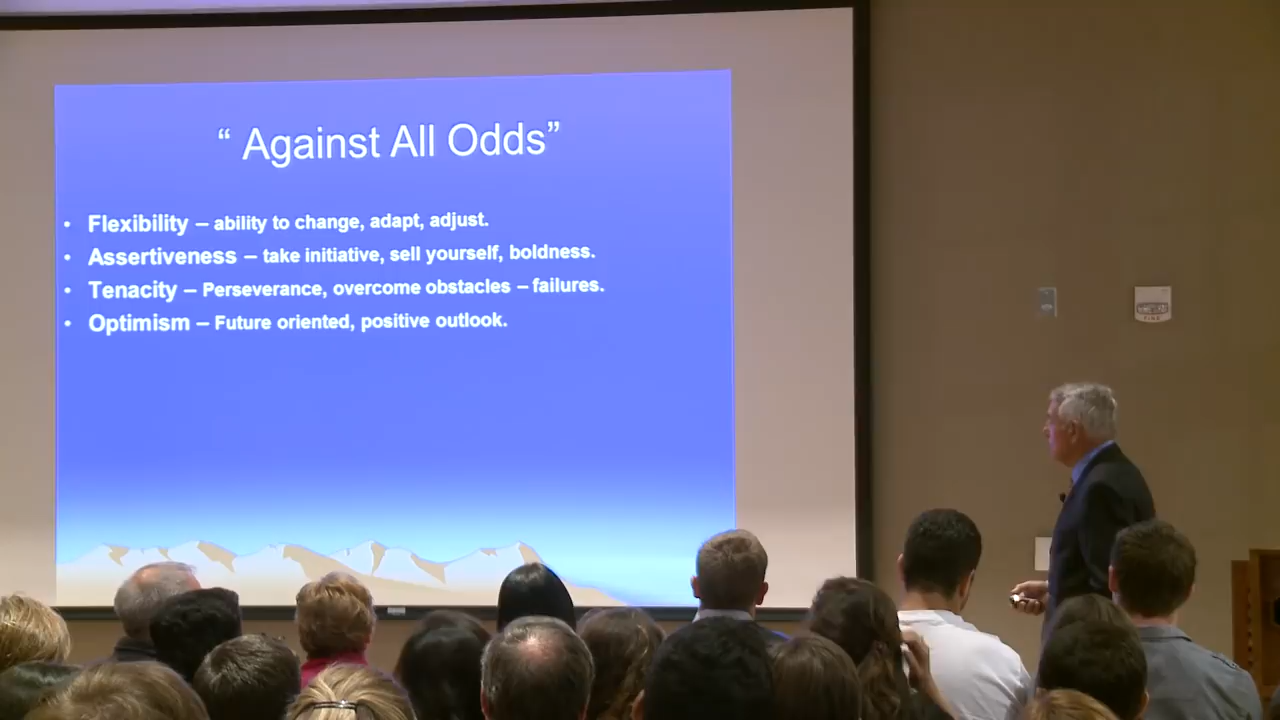 “ Against All Odds”
• Flexibility – ability to change, adapt, adjust.
• Assertiveness – take initiative, sell yourself, boldness.
• Tenacity – Perseverance, overcome obstacles – failures.
• Optimism – Future oriented, positive outlook.
FIRE